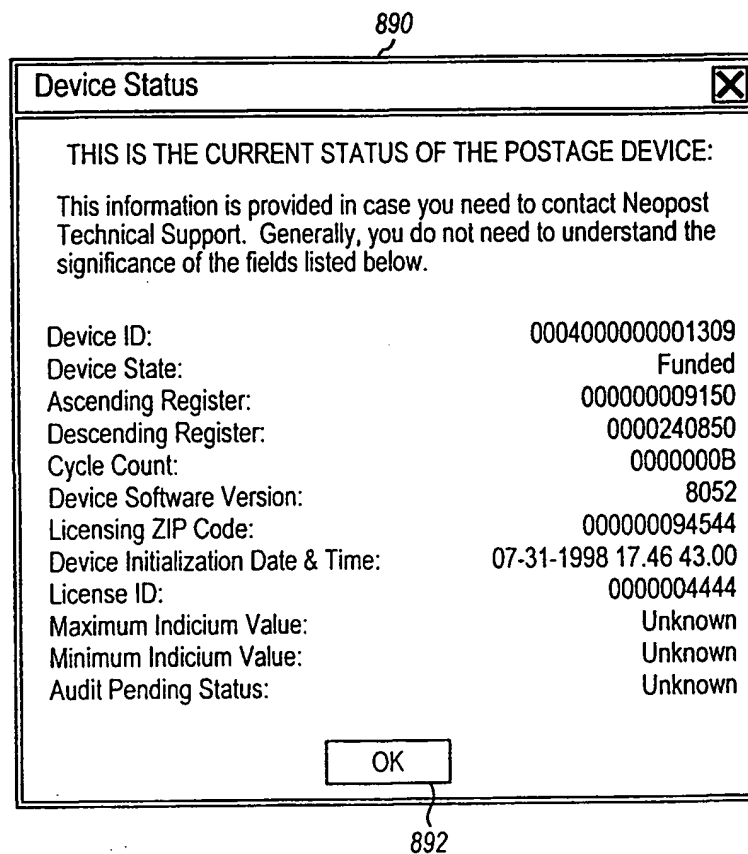 890
Device Status
THIS IS THE CURRENT STATUS OF THE POSTAGE DEVICE:
This information is provided in case you need to contact Neopost
Technical Support. Generally, you do not need to understand the
significance of the fields listed below.
Device ID: 0004000000001309
Device State: Funded
Ascending Register: 000000009150
Descending Register: 0000240850
Cycle Count: 0000000B
Device Software Version: 8052
Licensing ZIP Code: 000000094544
Device Initialization Date & Time: 07-31-1998 17.46 43.00
License ID: 0000004444
Maximum Indicium Value: Unknown
Minimum Indicium Value: Unknown
Audit Pending Status: Unknown
OK
892